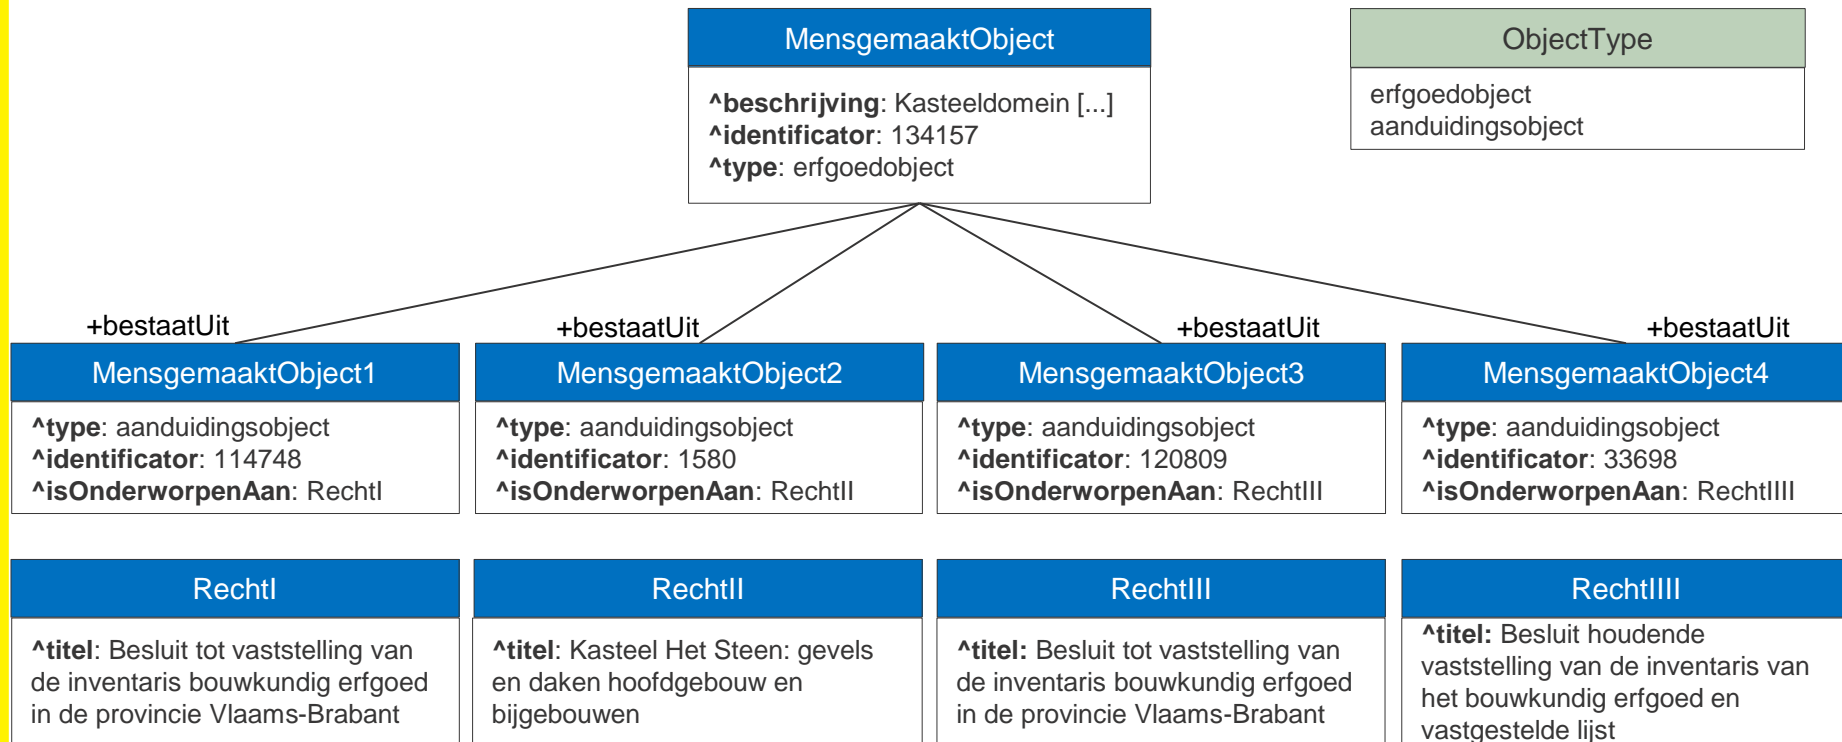 MensgemaaktObject
^beschrijving: Kasteeldomein [...]
^identificator: 134157
^type: erfgoedobject
ObjectType
erfgoedobject
aanduidingsobject
+bestaatUit
+bestaatUit
+bestaatUit
+bestaatUit
MensgemaaktObject1
^type: aanduidingsobject
^identificator: 114748
^isOnderworpenAan: RechtI
MensgemaaktObject2
^type: aanduidingsobject
^identificator: 1580
^isOnderworpenAan: RechtII
MensgemaaktObject3
^type: aanduidingsobject
^identificator: 120809
^isOnderworpenAan: RechtIII
MensgemaaktObject4
^type: aanduidingsobject
^identificator: 33698
^isOnderworpenAan: RechtIIII
RechtI
^titel: Besluit tot vaststelling van
de inventaris bouwkundig erfgoed
in de provincie Vlaams-Brabant
RechtII
^titel: Kasteel Het Steen: gevels
en daken hoofdgebouw en
bijgebouwen
RechtIII
^titel: Besluit tot vaststelling van
de inventaris bouwkundig erfgoed
in de provincie Vlaams-Brabant
RechtIIII
^titel: Besluit houdende
vaststelling van de inventaris van
het bouwkundig erfgoed en
vastgestelde lijst